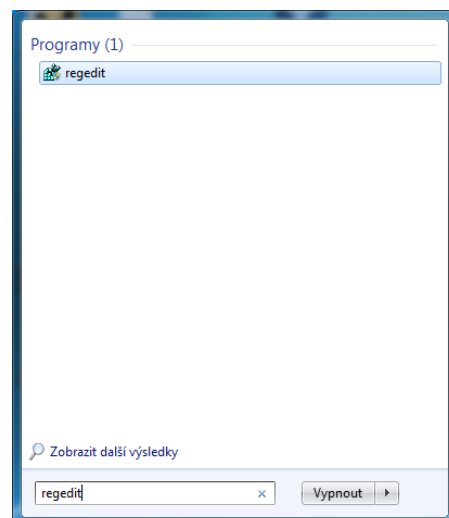 Programy (1)
regedit
Zobrazit další výsledky
regedit
Vypnout